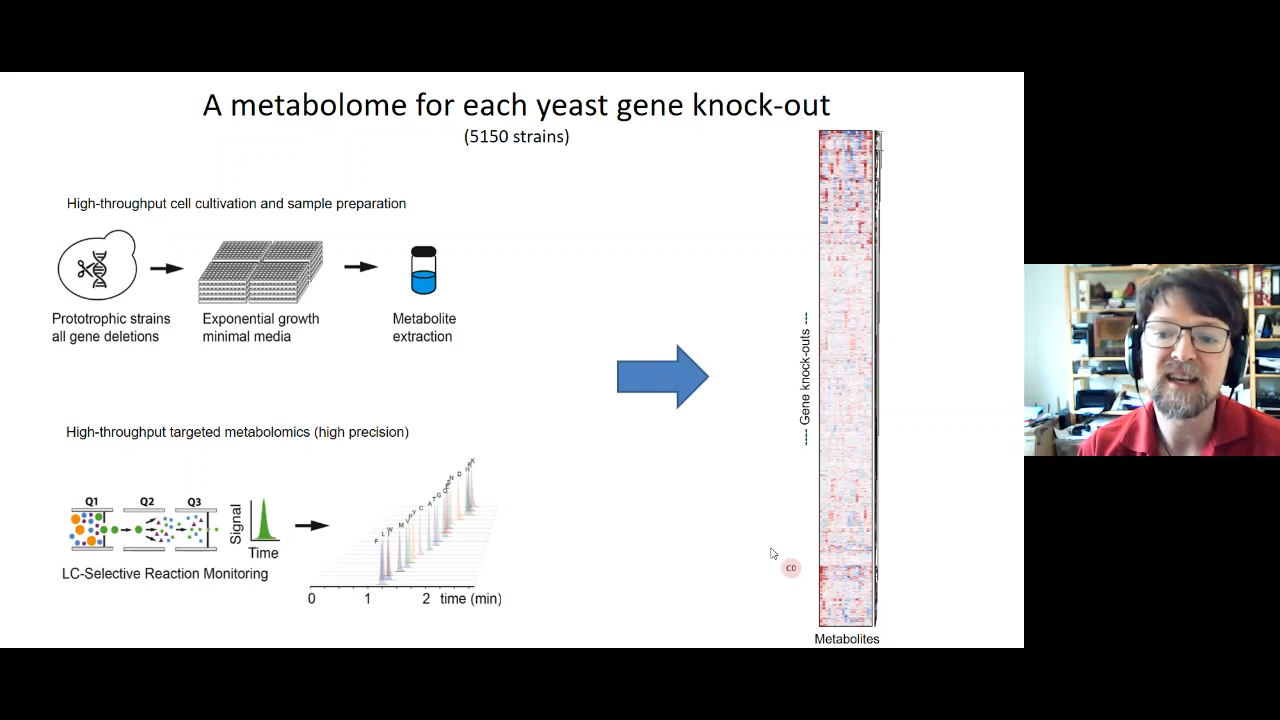 A metabolome for each yeast gene knock-out
(5150 strains)
High-throughput cell cultivation and sample preparation
Prototrophic strains
all gene deletions
Exponential growth
minimal media
Metabolite
extraction
High-throughput targeted metabolomics (high precision)
Q1 Q2 Q3
Signal
Time
LC-Selective Reaction Monitoring
F L W M
C A T G
N D H R K
0 1 2 time (min)
---- Gene knock-outs ---
Metabolites
CO